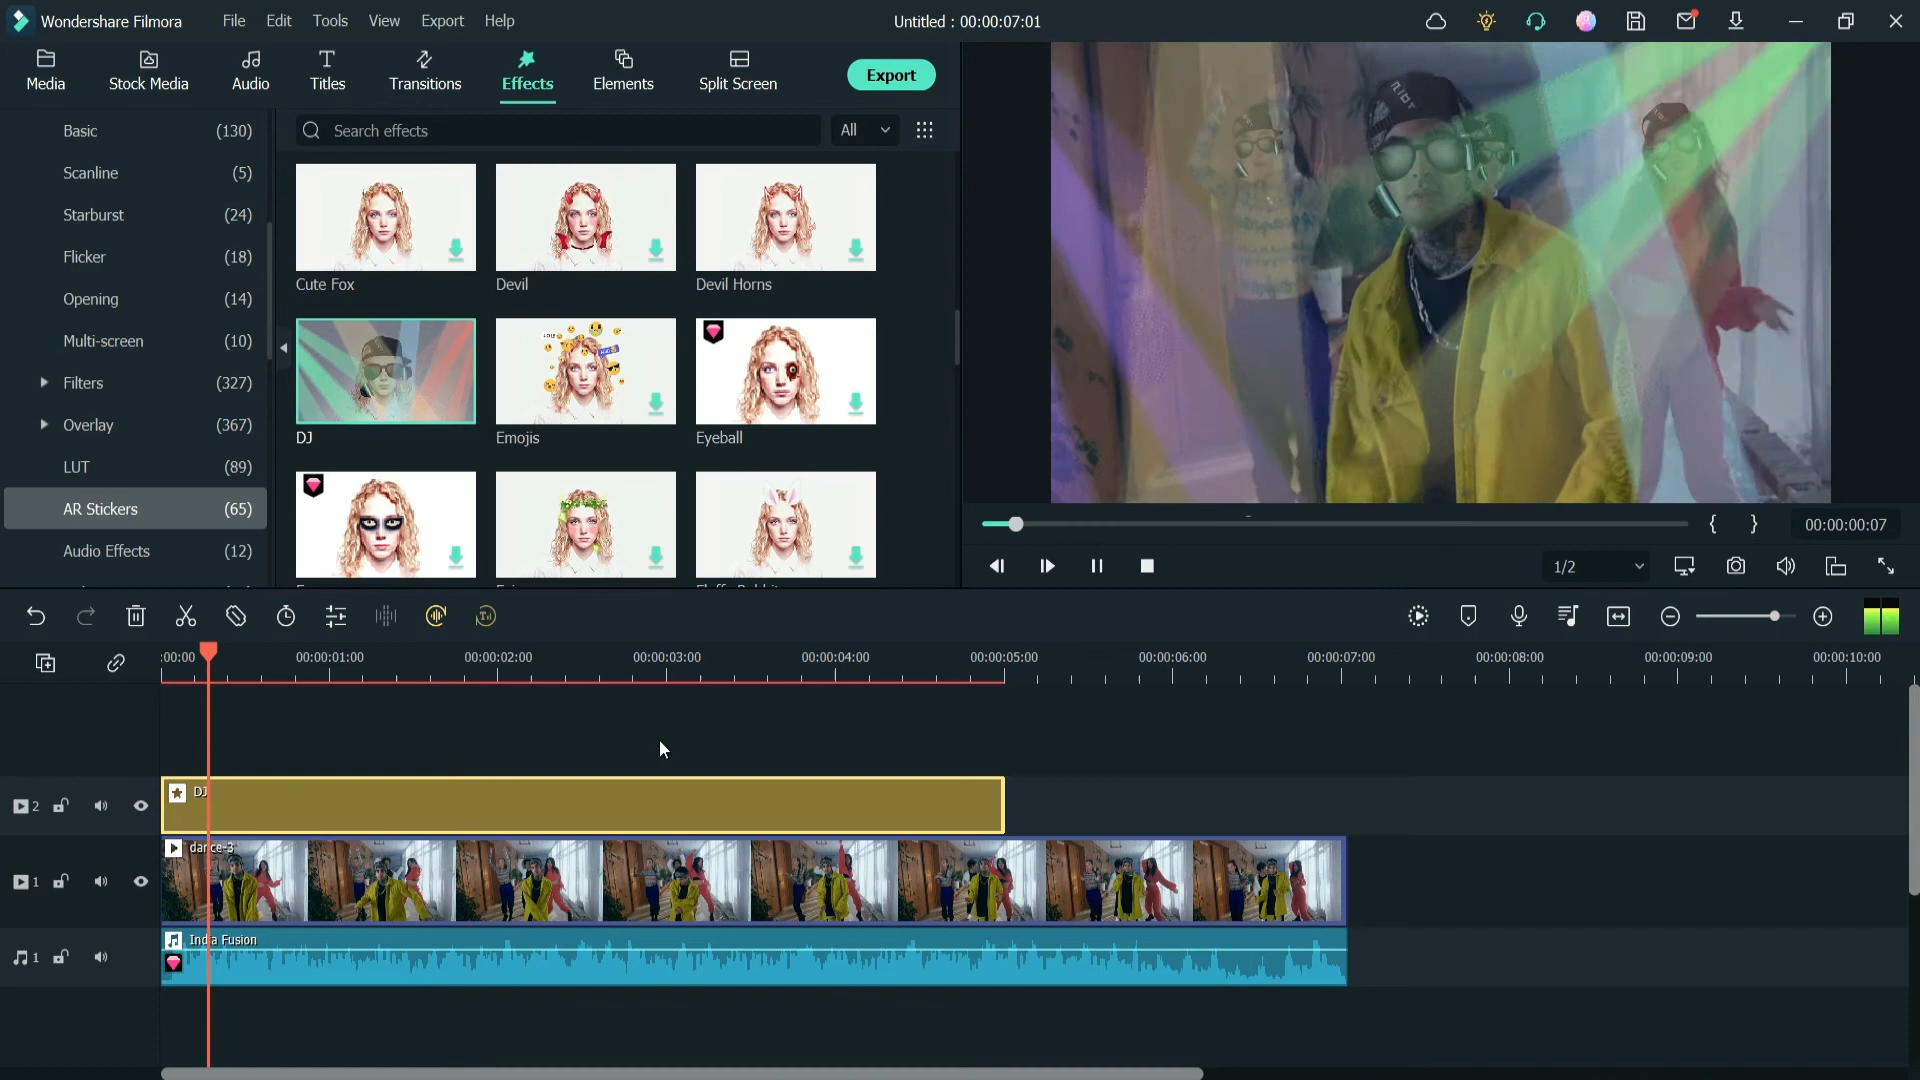 Wondershare Filmora
File Edit Tools View Export Help
Untitled : 00:00:07:01
Media Stock Media Audio Titles Transitions Effects Elements Split Screen
Export
Basic (130)
Scanline (5)
Starburst (24)
Flicker (18)
Opening (14)
Multi-screen (10)
Filters (327)
Overlay (367)
LUT (89)
AR Stickers (65)
Audio Effects (12)
Search effects
All
Cute Fox Devil Devil Horns
DJ Emojis Eyeball
{ } 00:00:00:07
1/2
:00:00 00:00:01:00 00:00:02:00 00:00:03:00 00:00:04:00 00:00:05:00 00:00:06:00 00:00:07:00 00:00:08:00 00:00:09:00 00:00:10:00
2 DJ
dance-3
1
India Fusion
1